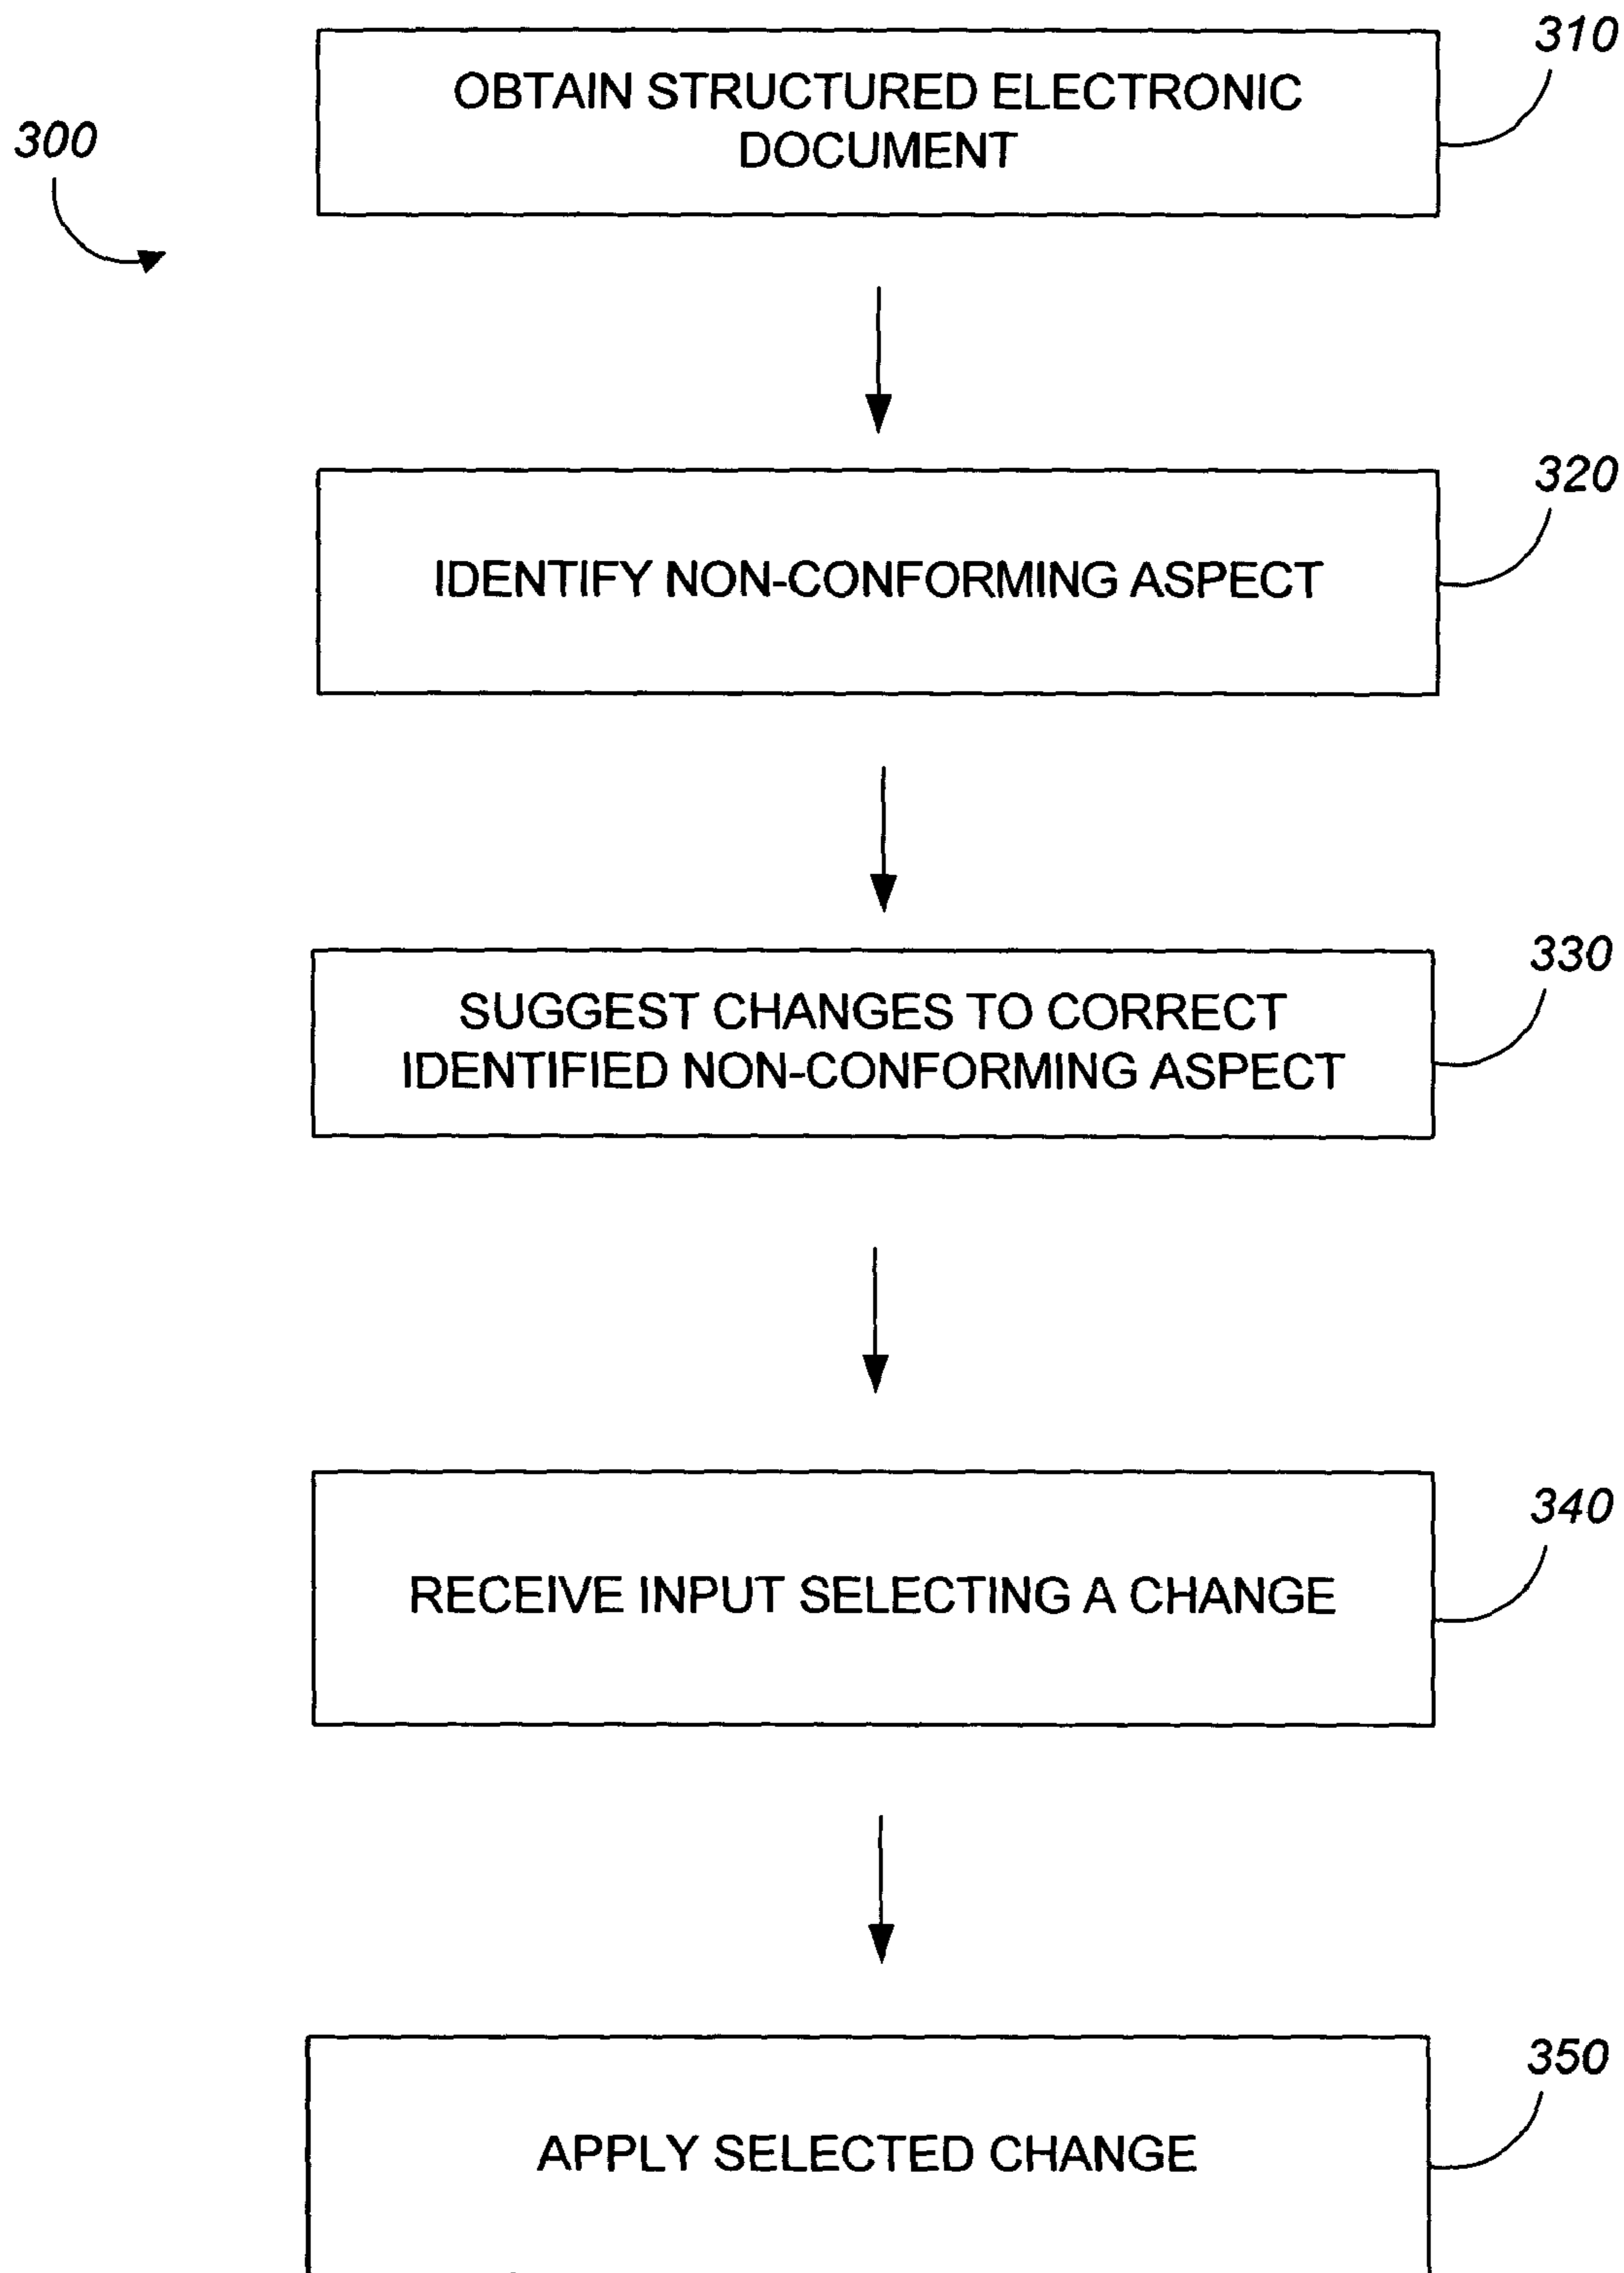 310
OBTAIN STRUCTURED ELECTRONIC
DOCUMENT
300
320
IDENTIFY NON-CONFORMING ASPECT
330
SUGGEST CHANGES TO CORRECT
IDENTIFIED NON-CONFORMING ASPECT
340
RECEIVE INPUT SELECTING A CHANGE
350
APPLY SELECTED CHANGE